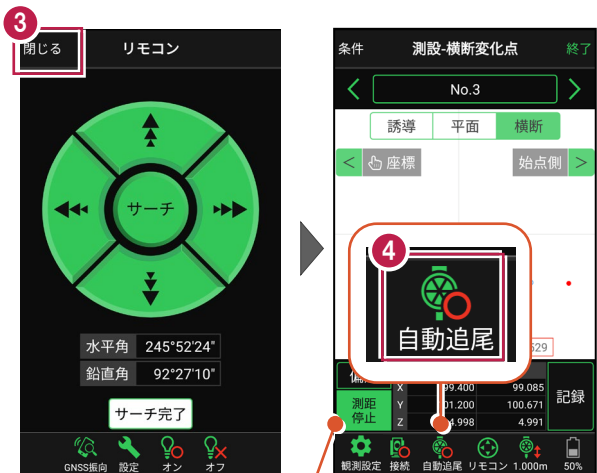 3
閉じる
リモコン
サーチ
水平角 245°52'24"
鉛直角 92°27'10"
サーチ完了
GNSS振向 設定 オン オフ
条件 測設-横断変化点 終了
No.3
誘導 平面 横断
< 座標 始点側 >
4
自動追尾
529
X 99.400 99.085
測距停止 Y 01.200 100.671
Z 4.998 4.991
記録
観測設定 接続 自動追尾 リモコン 1.000m 50%